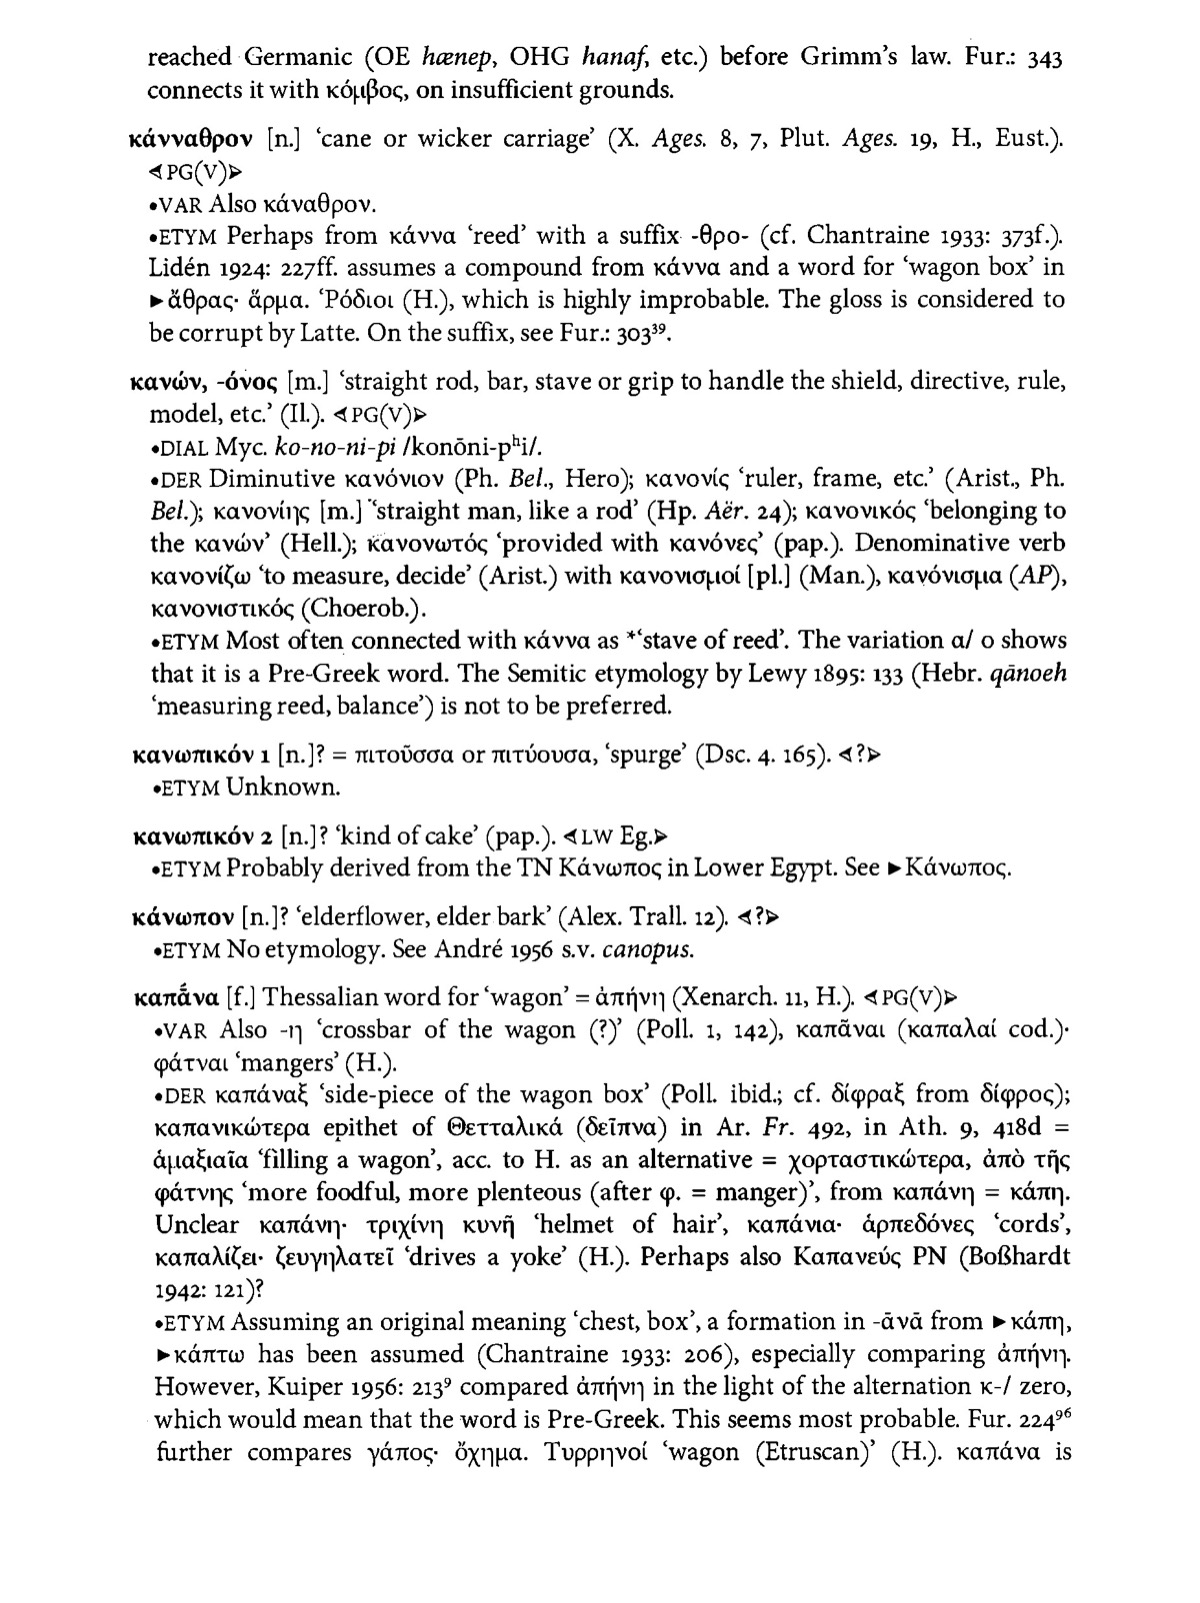 reached Germanic (OE hænep, OHG hanaf, etc.) before Grimm's law. Fur.: 343
connects it with κόμβος, on insufficient grounds.
κάνναθρον [n.] ‘cane or wicker carriage’ (X. Ages. 8, 7, Plut. Ages. 19, H., Eust.).
⋖PG(V)⋗
•VAR Also κάναθρον.
•ETYM Perhaps from κάννα ‘reed’ with a suffix -θρο- (cf. Chantraine 1933: 373f.).
Lidén 1924: 227ff. assumes a compound from κάννα and a word for ‘wagon box’ in
▶ἄθρας· ἅρμα. Ῥόδιοι (H.), which is highly improbable. The gloss is considered to
be corrupt by Latte. On the suffix, see Fur.: 303³⁹.
κανών, -όνος [m.] ‘straight rod, bar, stave or grip to handle the shield, directive, rule,
model, etc.’ (Il.). ⋖PG(V)⋗
•DIAL Myc. ko-no-ni-pi /konōni-pʰi/.
•DER Diminutive κανόνιον (Ph. Bel., Hero); κανονίς ‘ruler, frame, etc.’ (Arist., Ph.
Bel.); κανονίης [m.] ‘straight man, like a rod’ (Hp. Aër. 24); κανονικός ‘belonging to
the κανών’ (Hell.); κανονωτός ‘provided with κανόνες’ (pap.). Denominative verb
κανονίζω ‘to measure, decide’ (Arist.) with κανονισμοί [pl.] (Man.), κανόνισμα (AP),
κανονιστικός (Choerob.).
•ETYM Most often connected with κάννα as *‘stave of reed’. The variation α/ ο shows
that it is a Pre-Greek word. The Semitic etymology by Lewy 1895: 133 (Hebr. qānoeh
‘measuring reed, balance’) is not to be preferred.
κανωπικόν 1 [n.]? = πιτοῦσσα or πιτύουσα, ‘spurge’ (Dsc. 4. 165). ⋖?⋗
•ETYM Unknown.
κανωπικόν 2 [n.]? ‘kind of cake’ (pap.). ⋖LW Eg.⋗
•ETYM Probably derived from the TN Κάνωπος in Lower Egypt. See ▶Κάνωπος.
κάνωπον [n.]? ‘elderflower, elder bark’ (Alex. Trall. 12). ⋖?⋗
•ETYM No etymology. See André 1956 s.v. canopus.
καπᾱ́να [f.] Thessalian word for ‘wagon’ = ἀπήνη (Xenarch. 11, H.). ⋖PG(V)⋗
•VAR Also -η ‘crossbar of the wagon (?)’ (Poll. 1, 142), καπᾶναι (καπαλαί cod.)·
φάτναι ‘mangers’ (H.).
•DER καπάναξ ‘side-piece of the wagon box’ (Poll. ibid.; cf. δίφραξ from δίφρος);
καπανικώτερα epithet of Θετταλικά (δεῖπνα) in Ar. Fr. 492, in Ath. 9, 418d =
ἁμαξιαῖα ‘filling a wagon’, acc. to H. as an alternative = χορταστικώτερα, ἀπὸ τῆς
φάτνης ‘more foodful, more plenteous (after φ. = manger)’, from καπάνη = κάπη.
Unclear καπάνη· τριχίνη κυνῆ ‘helmet of hair’, καπάνια· ἁρπεδόνες ‘cords’,
καπαλίζει· ζευγηλατεῖ ‘drives a yoke’ (H.). Perhaps also Καπανεύς PN (Boßhardt
1942: 121)?
•ETYM Assuming an original meaning ‘chest, box’, a formation in -ᾱνᾱ from ▶κάπη,
▶κάπτω has been assumed (Chantraine 1933: 206), especially comparing ἀπήνη.
However, Kuiper 1956: 213⁹ compared ἀπήνη in the light of the alternation κ-/ zero,
which would mean that the word is Pre-Greek. This seems most probable. Fur. 224⁹⁶
further compares γάπος· ὄχημα. Τυρρηνοί ‘wagon (Etruscan)’ (H.). καπάνα is